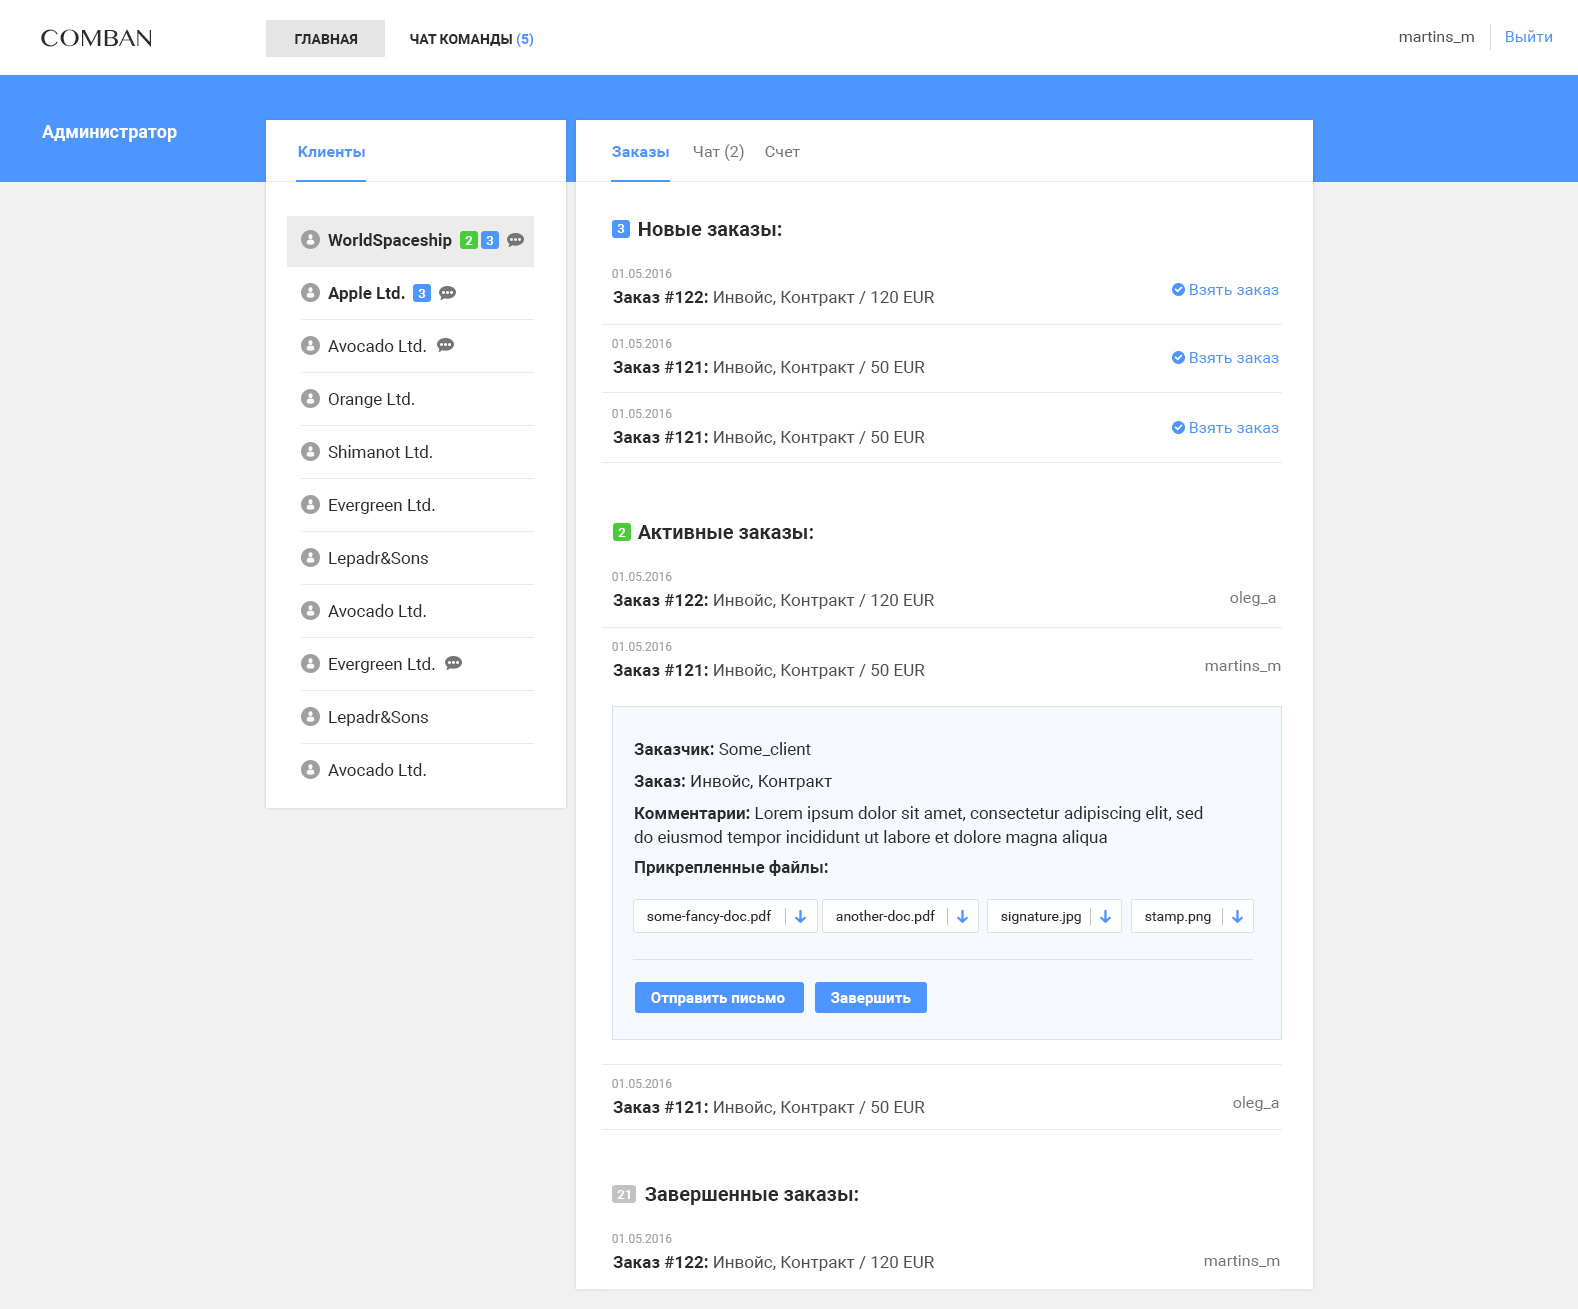 COMBAN
ГЛАВНАЯ
ЧАТ КОМАНДЫ (5)
martins_m
Выйти
Администратор
Клиенты
WorldSpaceship 2 3
Apple Ltd. 3
Avocado Ltd.
Orange Ltd.
Shimanot Ltd.
Evergreen Ltd.
Lepadr&Sons
Avocado Ltd.
Evergreen Ltd.
Lepadr&Sons
Avocado Ltd.
Заказы Чат (2) Счет
3 Новые заказы:
01.05.2016
Заказ #122: Инвойс, Контракт / 120 EUR
Взять заказ
01.05.2016
Заказ #121: Инвойс, Контракт / 50 EUR
Взять заказ
01.05.2016
Заказ #121: Инвойс, Контракт / 50 EUR
Взять заказ
2 Активные заказы:
01.05.2016
Заказ #122: Инвойс, Контракт / 120 EUR
oleg_a
01.05.2016
Заказ #121: Инвойс, Контракт / 50 EUR
martins_m
Заказчик: Some_client
Заказ: Инвойс, Контракт
Комментарии: Lorem ipsum dolor sit amet, consectetur adipiscing elit, sed
do eiusmod tempor incididunt ut labore et dolore magna aliqua
Прикрепленные файлы:
some-fancy-doc.pdf
another-doc.pdf
signature.jpg
stamp.png
Отправить письмо
Завершить
01.05.2016
Заказ #121: Инвойс, Контракт / 50 EUR
oleg_a
21 Завершенные заказы:
01.05.2016
Заказ #122: Инвойс, Контракт / 120 EUR
martins_m